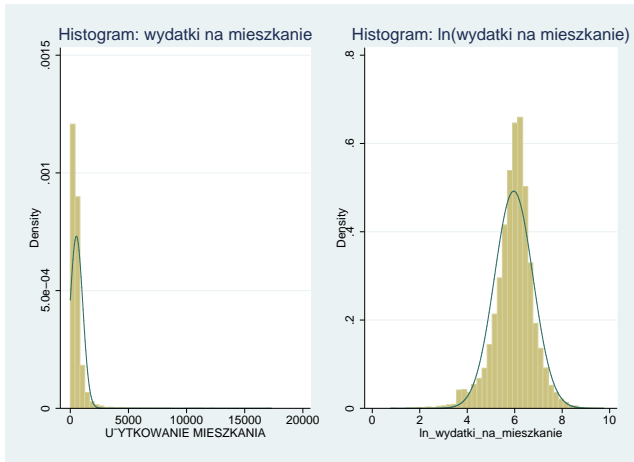 Histogram: wydatki na mieszkanie
.0015
.001
5.0e-04
0
Density
0 5000 10000 15000 20000
U¨YTKOWANIE MIESZKANIA
Histogram: ln(wydatki na mieszkanie)
.8
.6
.4
.2
0
Density
0 2 4 6 8 10
ln_wydatki_na_mieszkanie